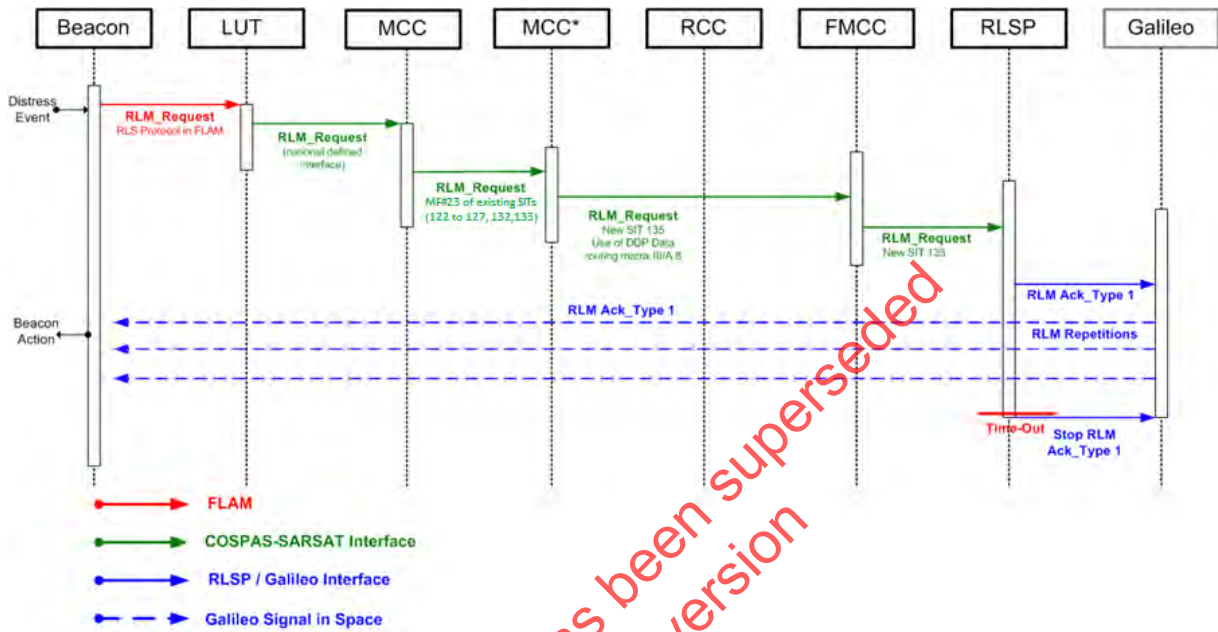 Beacon
LUT
MCC
MCC*
RCC
FMCC
RLSP
Galileo
Distress
Event
RLM_Request
RLS Protocol in FLAM
RLM_Request
(national defined
interface)
RLM_Request
MF#23 of existing SITs
(122 to 127, 132,133)
RLM_Request
New SIT 135
Use of DDP Data
routing matrix III/A.8
RLM_Request
New SIT 135
RLM Ack_Type 1
Beacon
Action
RLM Ack_Type 1
RLM Repetitions
Time-Out
Stop RLM
Ack_Type 1
FLAM
COSPAS-SARSAT Interface
RLSP / Galileo Interface
Galileo Signal in Space
s been superseded
version